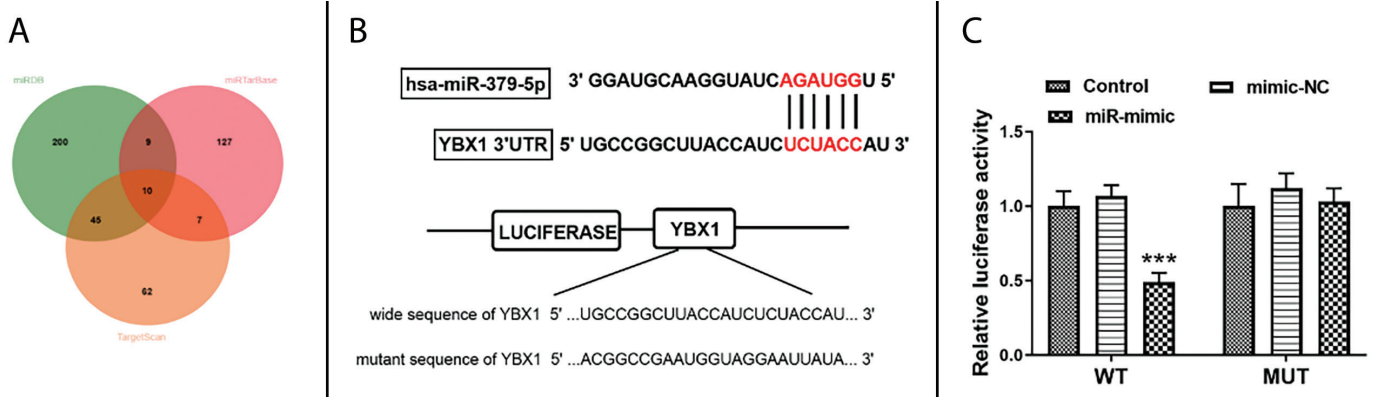 A
miRDB
miRTarBase
200
9
127
10
45
7
62
TargetScan
B
hsa-miR-379-5p
3' GGAUGCAAGGUAUCAGAUGGU 5'
YBX1 3'UTR
5' UGCCGGCUUACCAUCUCUACCAU 3'
LUCIFERASE
YBX1
wide sequence of YBX1 5' ...UGCCGGCUUACCAUCUCUACCAU... 3'
mutant sequence of YBX1 5' ...ACGGCCGAAUGGUAGGAAUUAUA... 3'
C
Control
mimic-NC
miR-mimic
Relative luciferase activity
1.5
1.0
0.5
0.0
***
WT
MUT